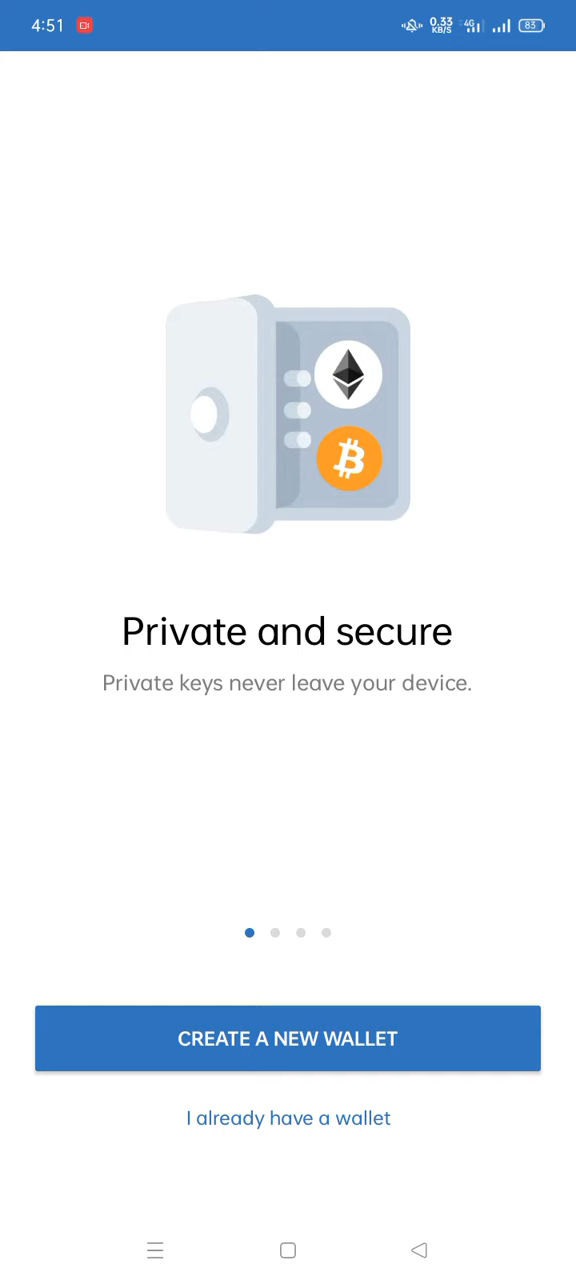 4:51 0.33 KB/S 4G 83
Private and secure
Private keys never leave your device.
CREATE A NEW WALLET
I already have a wallet